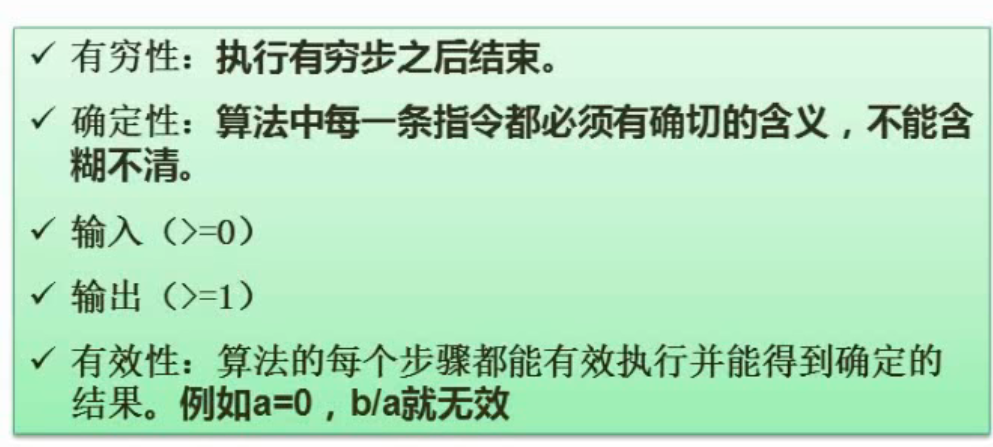 ✓ 有穷性：执行有穷步之后结束。
✓ 确定性：算法中每一条指令都必须有确切的含义，不能含
糊不清。
✓ 输入（>=0）
✓ 输出（>=1）
✓ 有效性：算法的每个步骤都能有效执行并能得到确定的
结果。例如a=0，b/a就无效